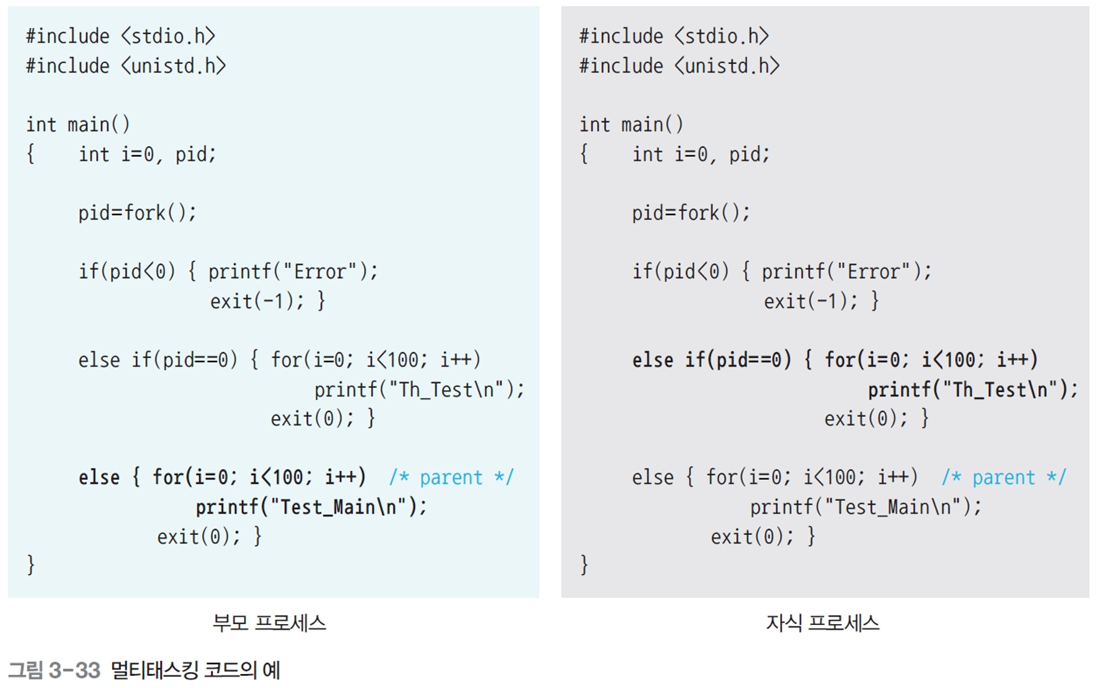 #include <stdio.h>
#include <unistd.h>
int main()
{    int i=0, pid;
pid=fork();
if(pid<0) { printf("Error");
exit(-1); }
else if(pid==0) { for(i=0; i<100; i++)
printf("Th_Test\n");
exit(0); }
else { for(i=0; i<100; i++)  /* parent */
printf("Test_Main\n");
exit(0); }
}
부모 프로세스
#include <stdio.h>
#include <unistd.h>
int main()
{    int i=0, pid;
pid=fork();
if(pid<0) { printf("Error");
exit(-1); }
else if(pid==0) { for(i=0; i<100; i++)
printf("Th_Test\n");
exit(0); }
else { for(i=0; i<100; i++)  /* parent */
printf("Test_Main\n");
exit(0); }
}
자식 프로세스
그림 3-33 멀티태스킹 코드의 예